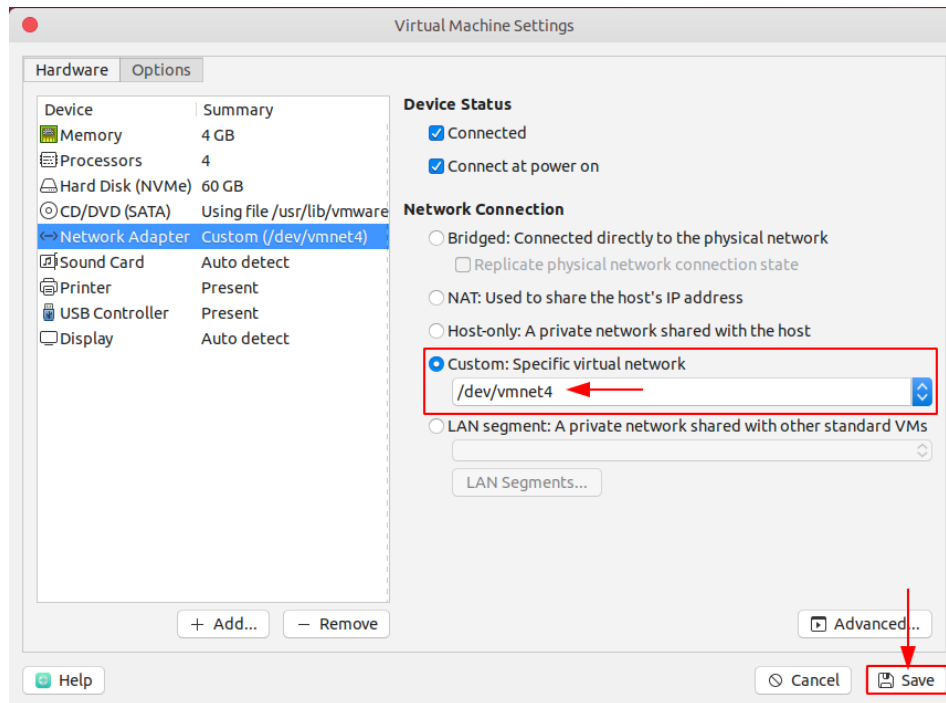 Virtual Machine Settings
Hardware Options
Device Summary
Memory 4 GB
Processors 4
Hard Disk (NVMe) 60 GB
CD/DVD (SATA) Using file /usr/lib/vmware
Network Adapter Custom (/dev/vmnet4)
Sound Card Auto detect
Printer Present
USB Controller Present
Display Auto detect
+ Add...
− Remove
Device Status
Connected
Connect at power on
Network Connection
Bridged: Connected directly to the physical network
Replicate physical network connection state
NAT: Used to share the host's IP address
Host-only: A private network shared with the host
Custom: Specific virtual network
/dev/vmnet4
LAN segment: A private network shared with other standard VMs
LAN Segments...
Advanced...
Help
Cancel
Save